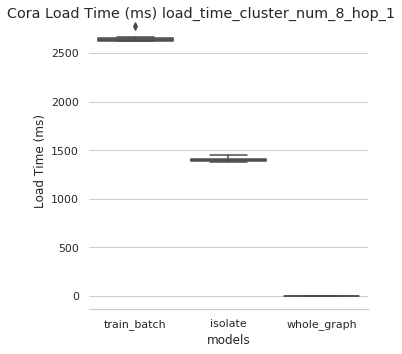 Cora Load Time (ms) load_time_cluster_num_8_hop_1
2500
2000
1500
1000
500
0
Load Time (ms)
train_batch isolate whole_graph
models